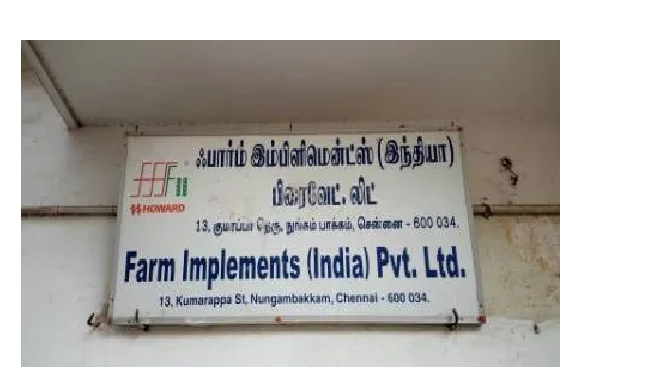 ஃபார்ம் இம்பிளிமென்ட்ஸ் (இந்தியா)
பிரைவேட். லிட்
HOWARD
13, குமரப்பா தெரு, நுங்கம் பாக்கம், சென்னை - 600 034.
Farm Implements (India) Pvt. Ltd.
13, Kumarappa St, Nungambakkam, Chennai - 600 034.